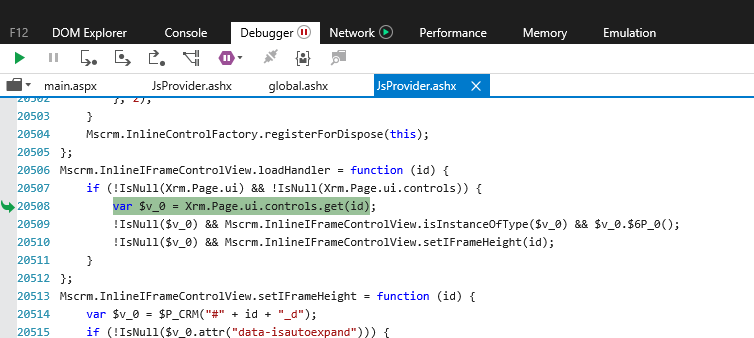 F12 DOM Explorer Console Debugger Network Performance Memory Emulation
main.aspx JsProvider.ashx global.ashx JsProvider.ashx
20502 }, 2);
20503 }
20504 Mscrm.InlineControlFactory.registerForDispose(this);
20505 };
20506 Mscrm.InlineIFrameControlView.loadHandler = function (id) {
20507 if (!IsNull(Xrm.Page.ui) && !IsNull(Xrm.Page.ui.controls)) {
20508 var $v_0 = Xrm.Page.ui.controls.get(id);
20509 !IsNull($v_0) && Mscrm.InlineIFrameControlView.isInstanceOfType($v_0) && $v_0.$6P_0();
20510 !IsNull($v_0) && Mscrm.InlineIFrameControlView.setIFrameHeight(id);
20511 }
20512 };
20513 Mscrm.InlineIFrameControlView.setIFrameHeight = function (id) {
20514 var $v_0 = $P_CRM("#" + id + "_d");
20515 if (!IsNull($v_0.attr("data-isautoexpand"))) {